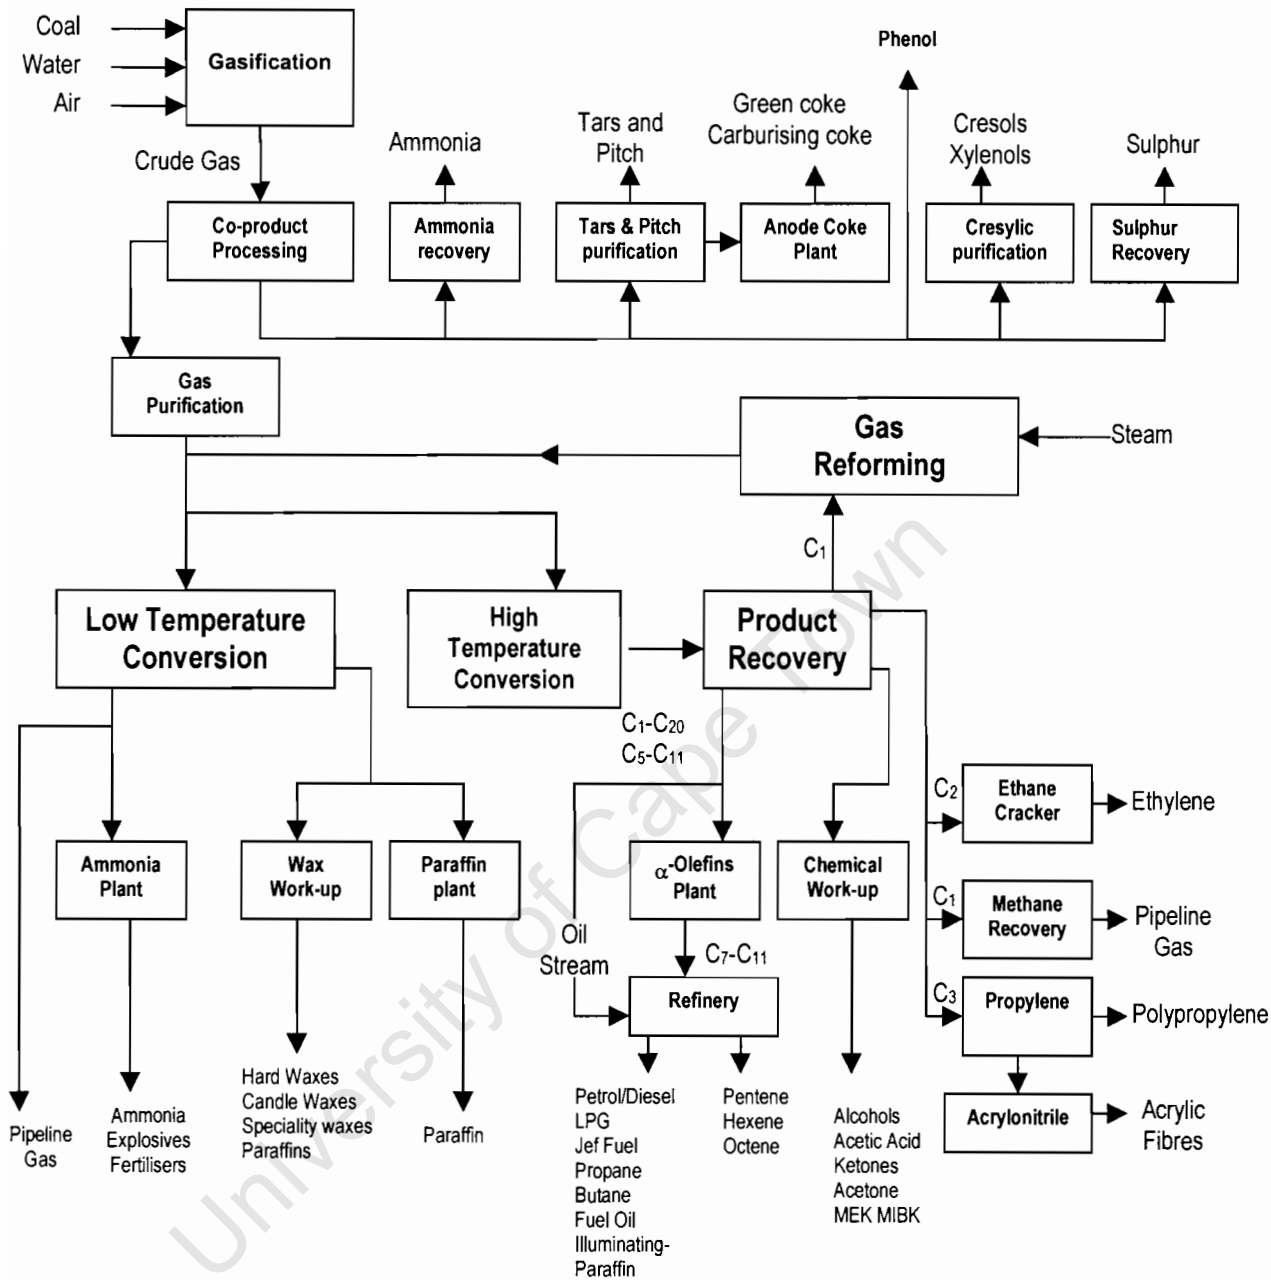 Coal
Water
Air
Gasification
Crude Gas
Phenol
Ammonia
Tars and
Pitch
Green coke
Carburising coke
Cresols
Xylenols
Sulphur
Co-product
Processing
Ammonia
recovery
Tars & Pitch
purification
Anode Coke
Plant
Cresylic
purification
Sulphur
Recovery
Gas
Purification
Gas
Reforming
Steam
C1
Low Temperature
Conversion
High
Temperature
Conversion
Product
Recovery
C1-C20
C5-C11
C2
Ethane
Cracker
Ethylene
Ammonia
Plant
Wax
Work-up
Paraffin
plant
α-Olefins
Plant
Chemical
Work-up
C1
Methane
Recovery
Pipeline
Gas
Oil
Stream
C7-C11
Refinery
C3
Propylene
Polypropylene
Acrylonitrile
Acrylic
Fibres
Pipeline
Gas
Ammonia
Explosives
Fertilisers
Hard Waxes
Candle Waxes
Speciality waxes
Paraffins
Paraffin
Petrol/Diesel
LPG
Jef Fuel
Propane
Butane
Fuel Oil
Illuminating-
Paraffin
Pentene
Hexene
Octene
Alcohols
Acetic Acid
Ketones
Acetone
MEK MIBK
University of Cape Town